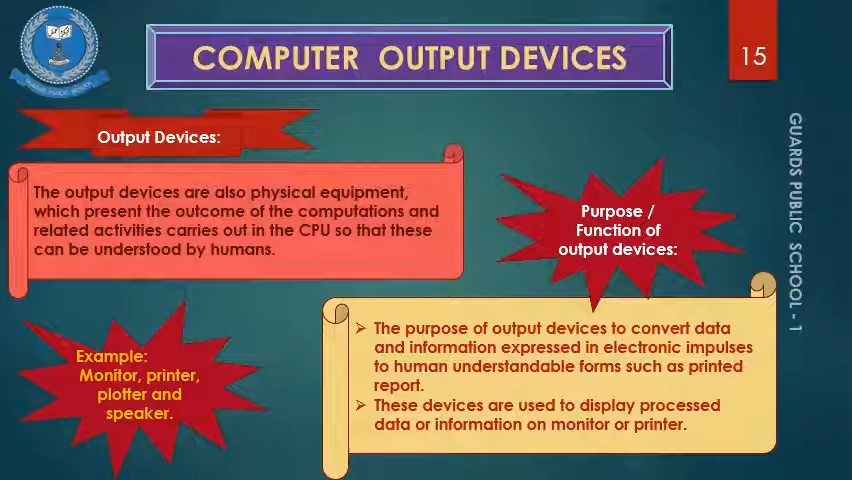 COMPUTER OUTPUT DEVICES
15
Output Devices:
The output devices are also physical equipment,
which present the outcome of the computations and
related activities carries out in the CPU so that these
can be understood by humans.
Purpose /
Function of
output devices:
➢ The purpose of output devices to convert data
and information expressed in electronic impulses
to human understandable forms such as printed
report.
➢ These devices are used to display processed
data or information on monitor or printer.
Example:
Monitor, printer,
plotter and
speaker.
GUARDS PUBLIC SCHOOL - 1